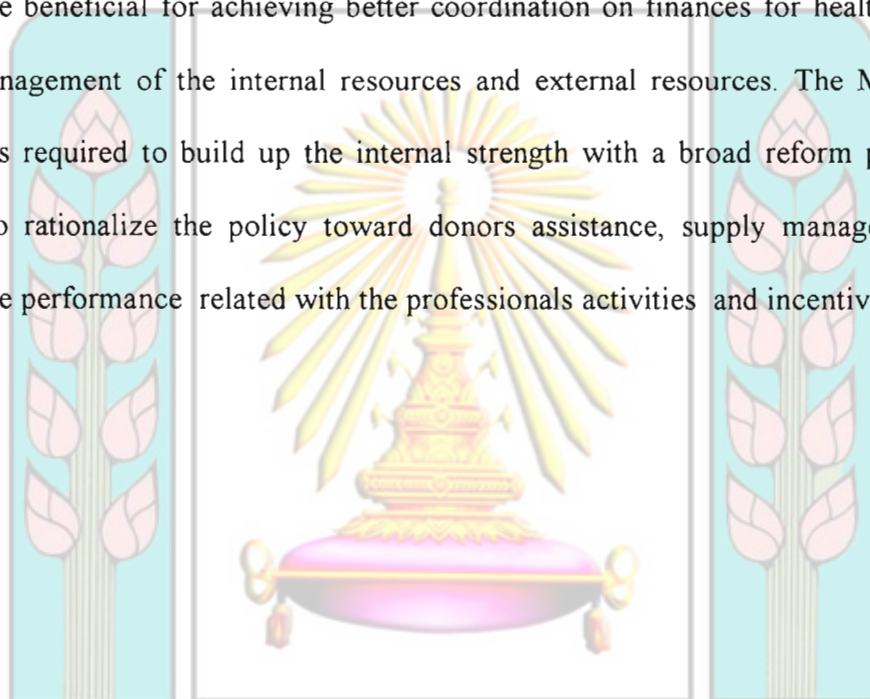 e beneficial for achieving better coordination on finances for healt
nagement of the internal resources and external resources. The M
s required to build up the internal strength with a broad reform p
o rationalize the policy toward donors assistance, supply manag
e performance related with the professionals activities and incentiv